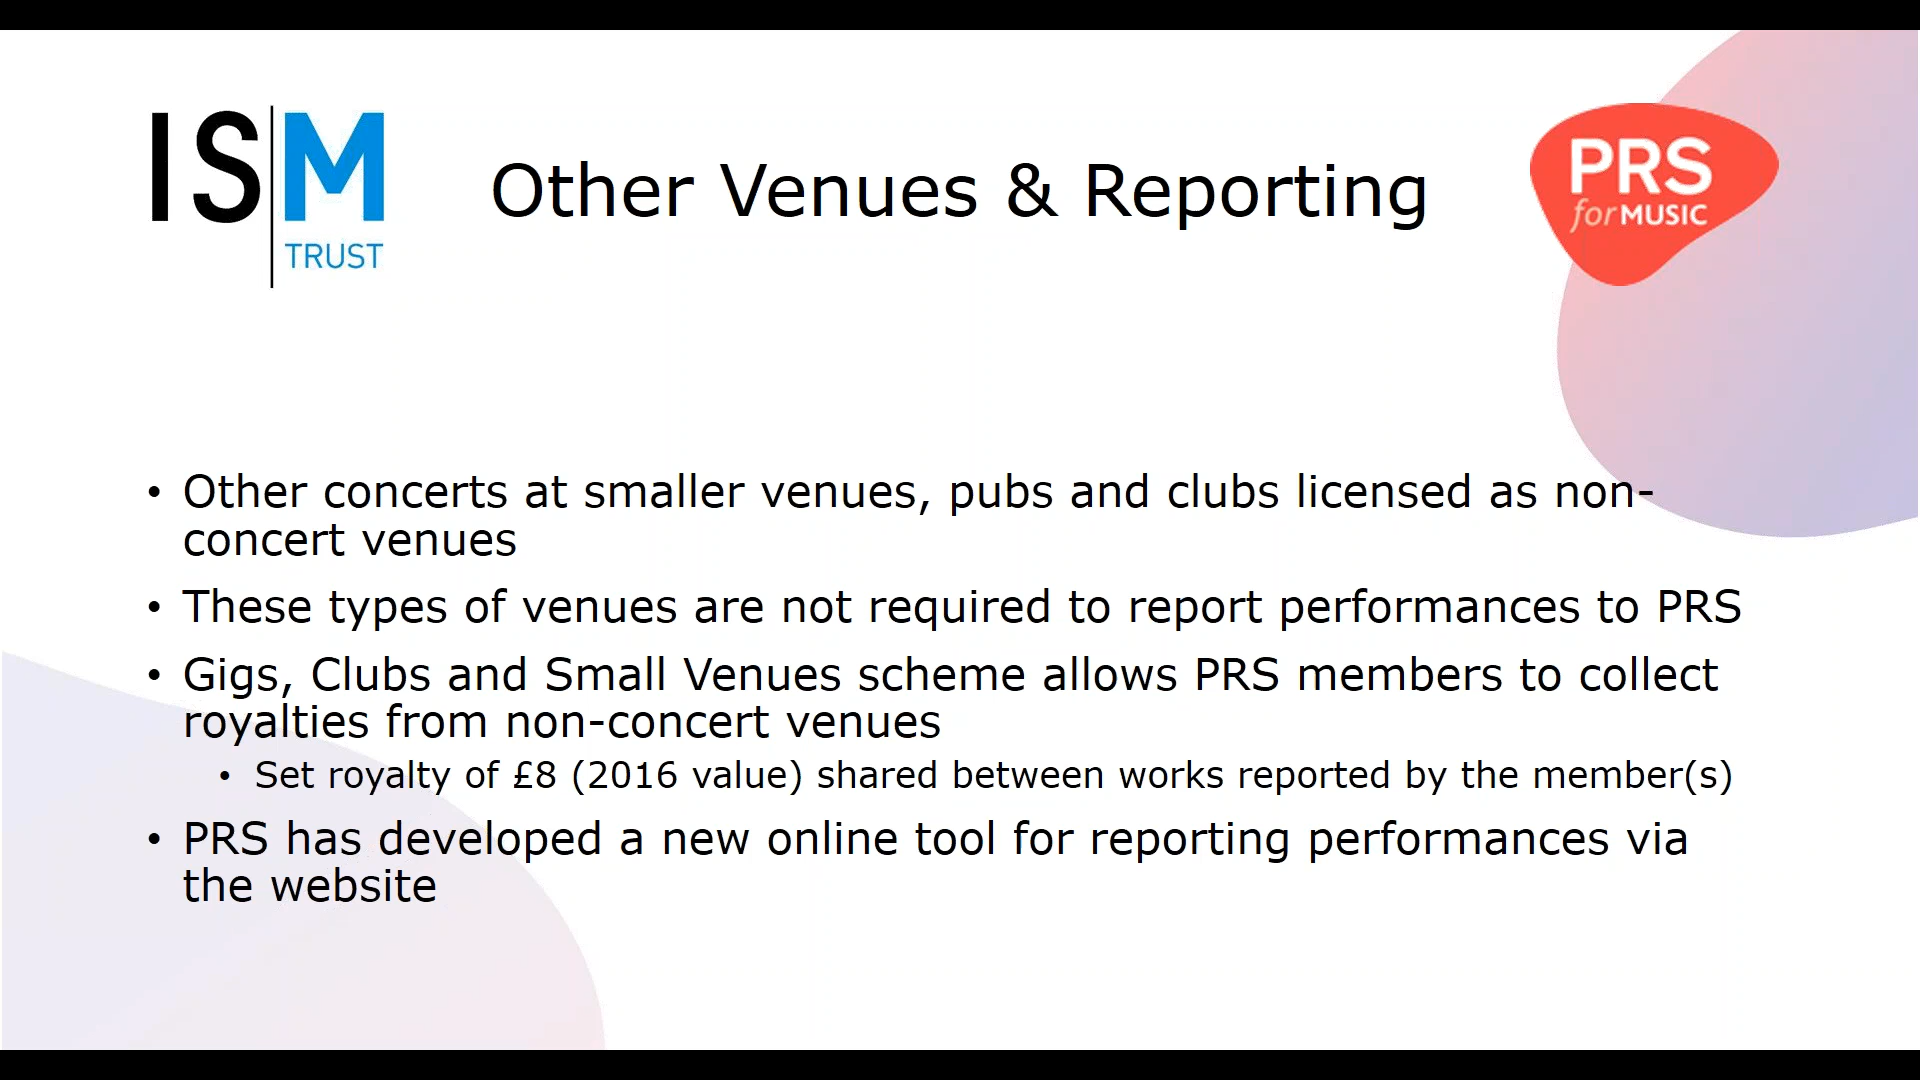 ISM
TRUST
Other Venues & Reporting
PRS
for MUSIC
• Other concerts at smaller venues, pubs and clubs licensed as non-
concert venues
• These types of venues are not required to report performances to PRS
• Gigs, Clubs and Small Venues scheme allows PRS members to collect
royalties from non-concert venues
• Set royalty of £8 (2016 value) shared between works reported by the member(s)
• PRS has developed a new online tool for reporting performances via
the website